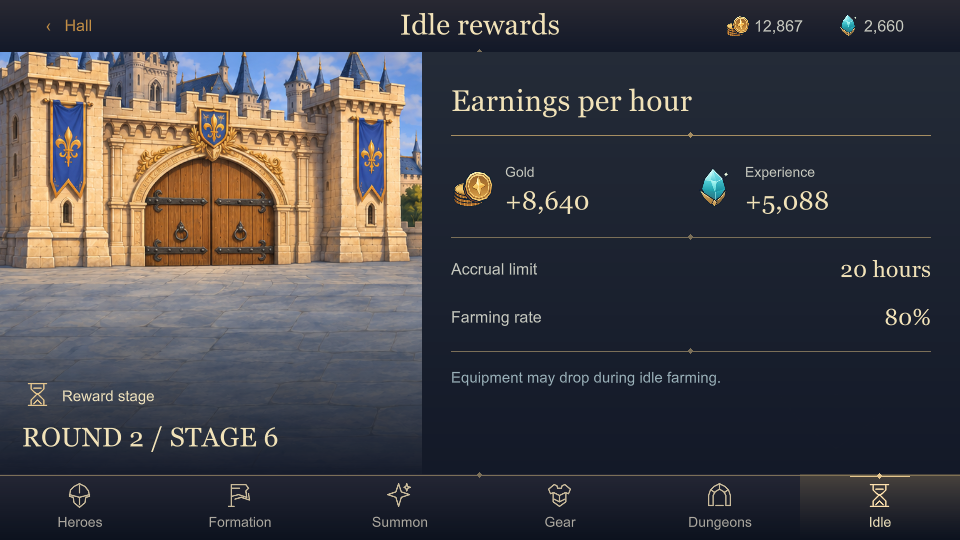 ‹ Hall
Idle rewards
12,867
2,660
Earnings per hour
Gold
+8,640
Experience
+5,088
Accrual limit
20 hours
Farming rate
80%
Equipment may drop during idle farming.
Reward stage
ROUND 2 / STAGE 6
Heroes
Formation
Summon
Gear
Dungeons
Idle